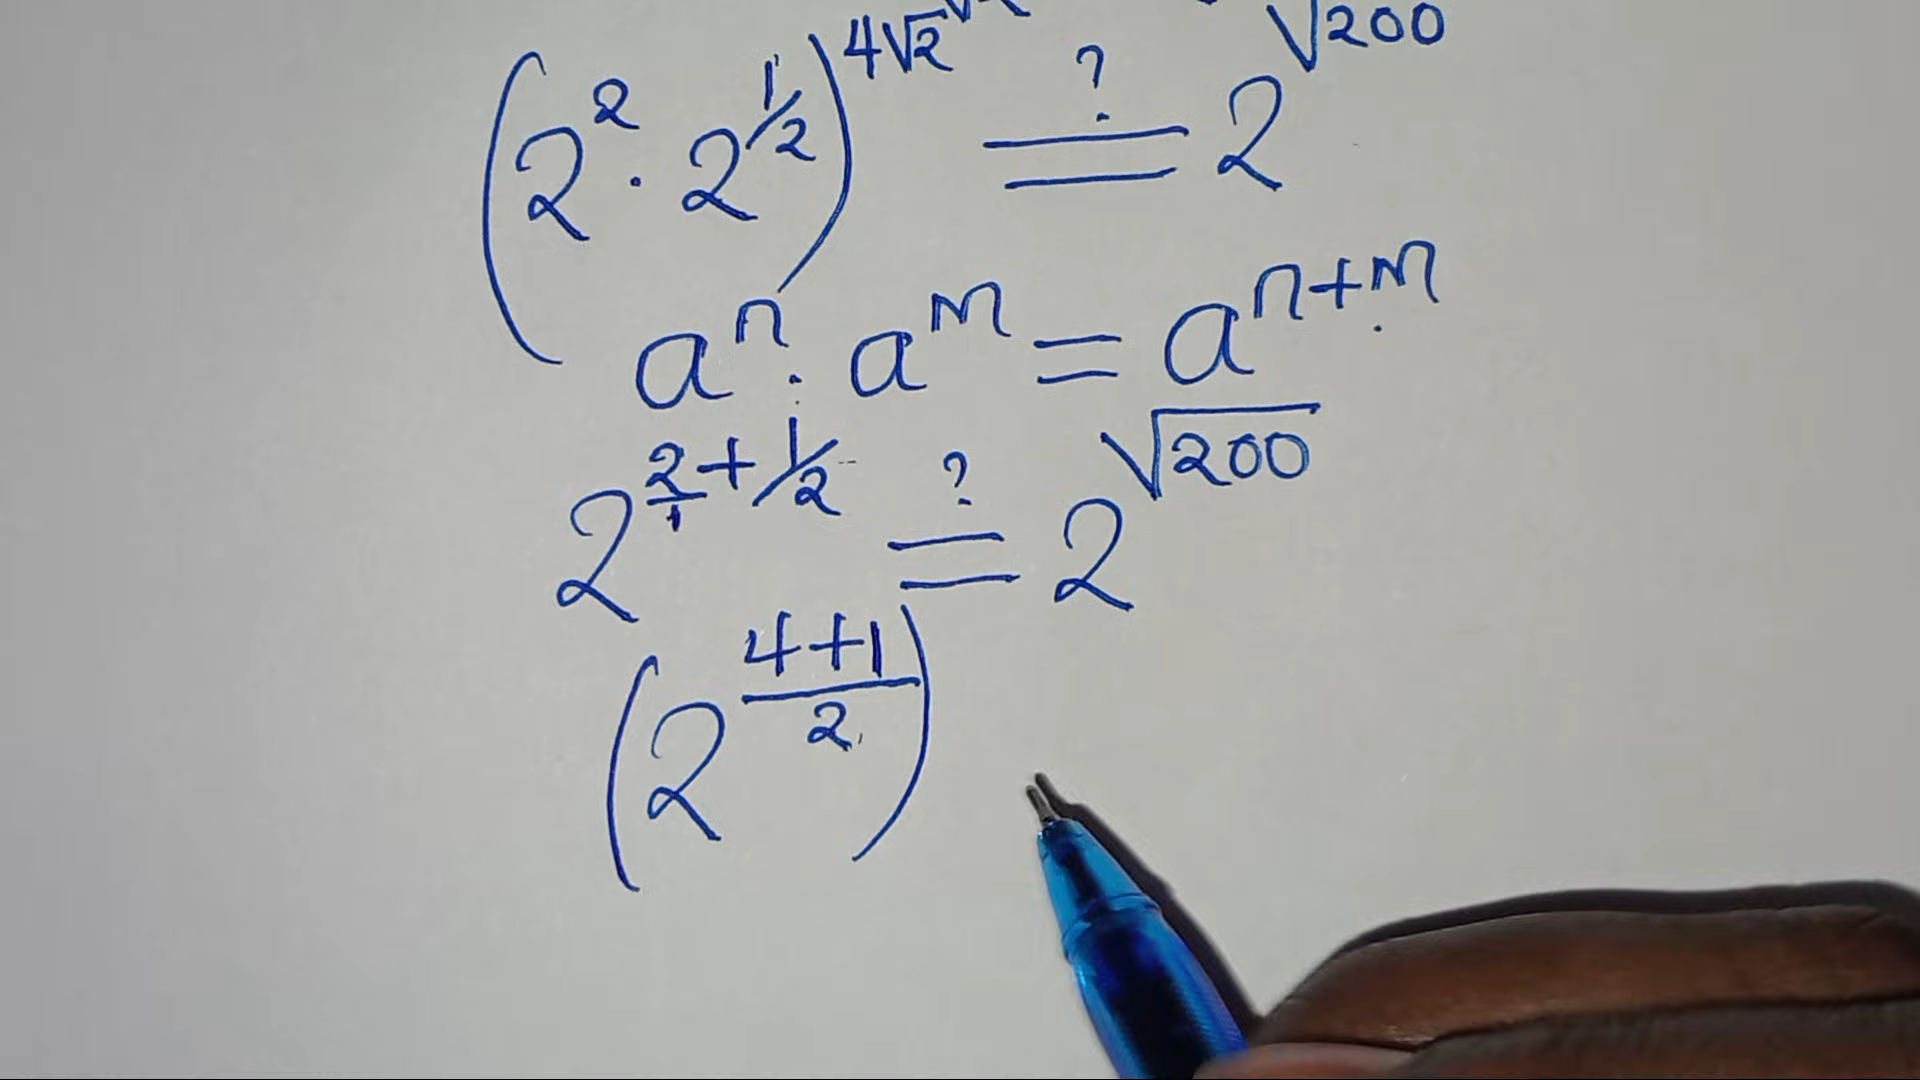 (2² · 2^(1/2))^(4√2) ?= 2^(√200)
aⁿ · aᵐ = aⁿ⁺ᵐ
2^(2/1 + 1/2) ?= 2^(√200)
(2^((4+1)/2))